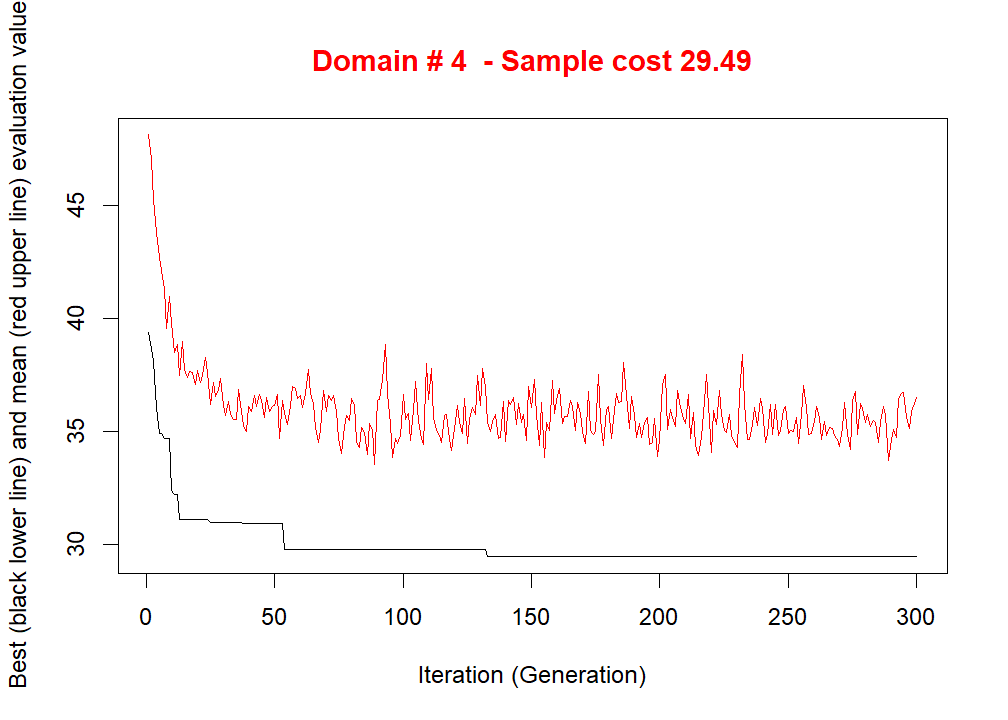 Domain # 4  - Sample cost 29.49
Best (black lower line) and mean (red upper line) evaluation value
45
40
35
30
0 50 100 150 200 250 300
Iteration (Generation)